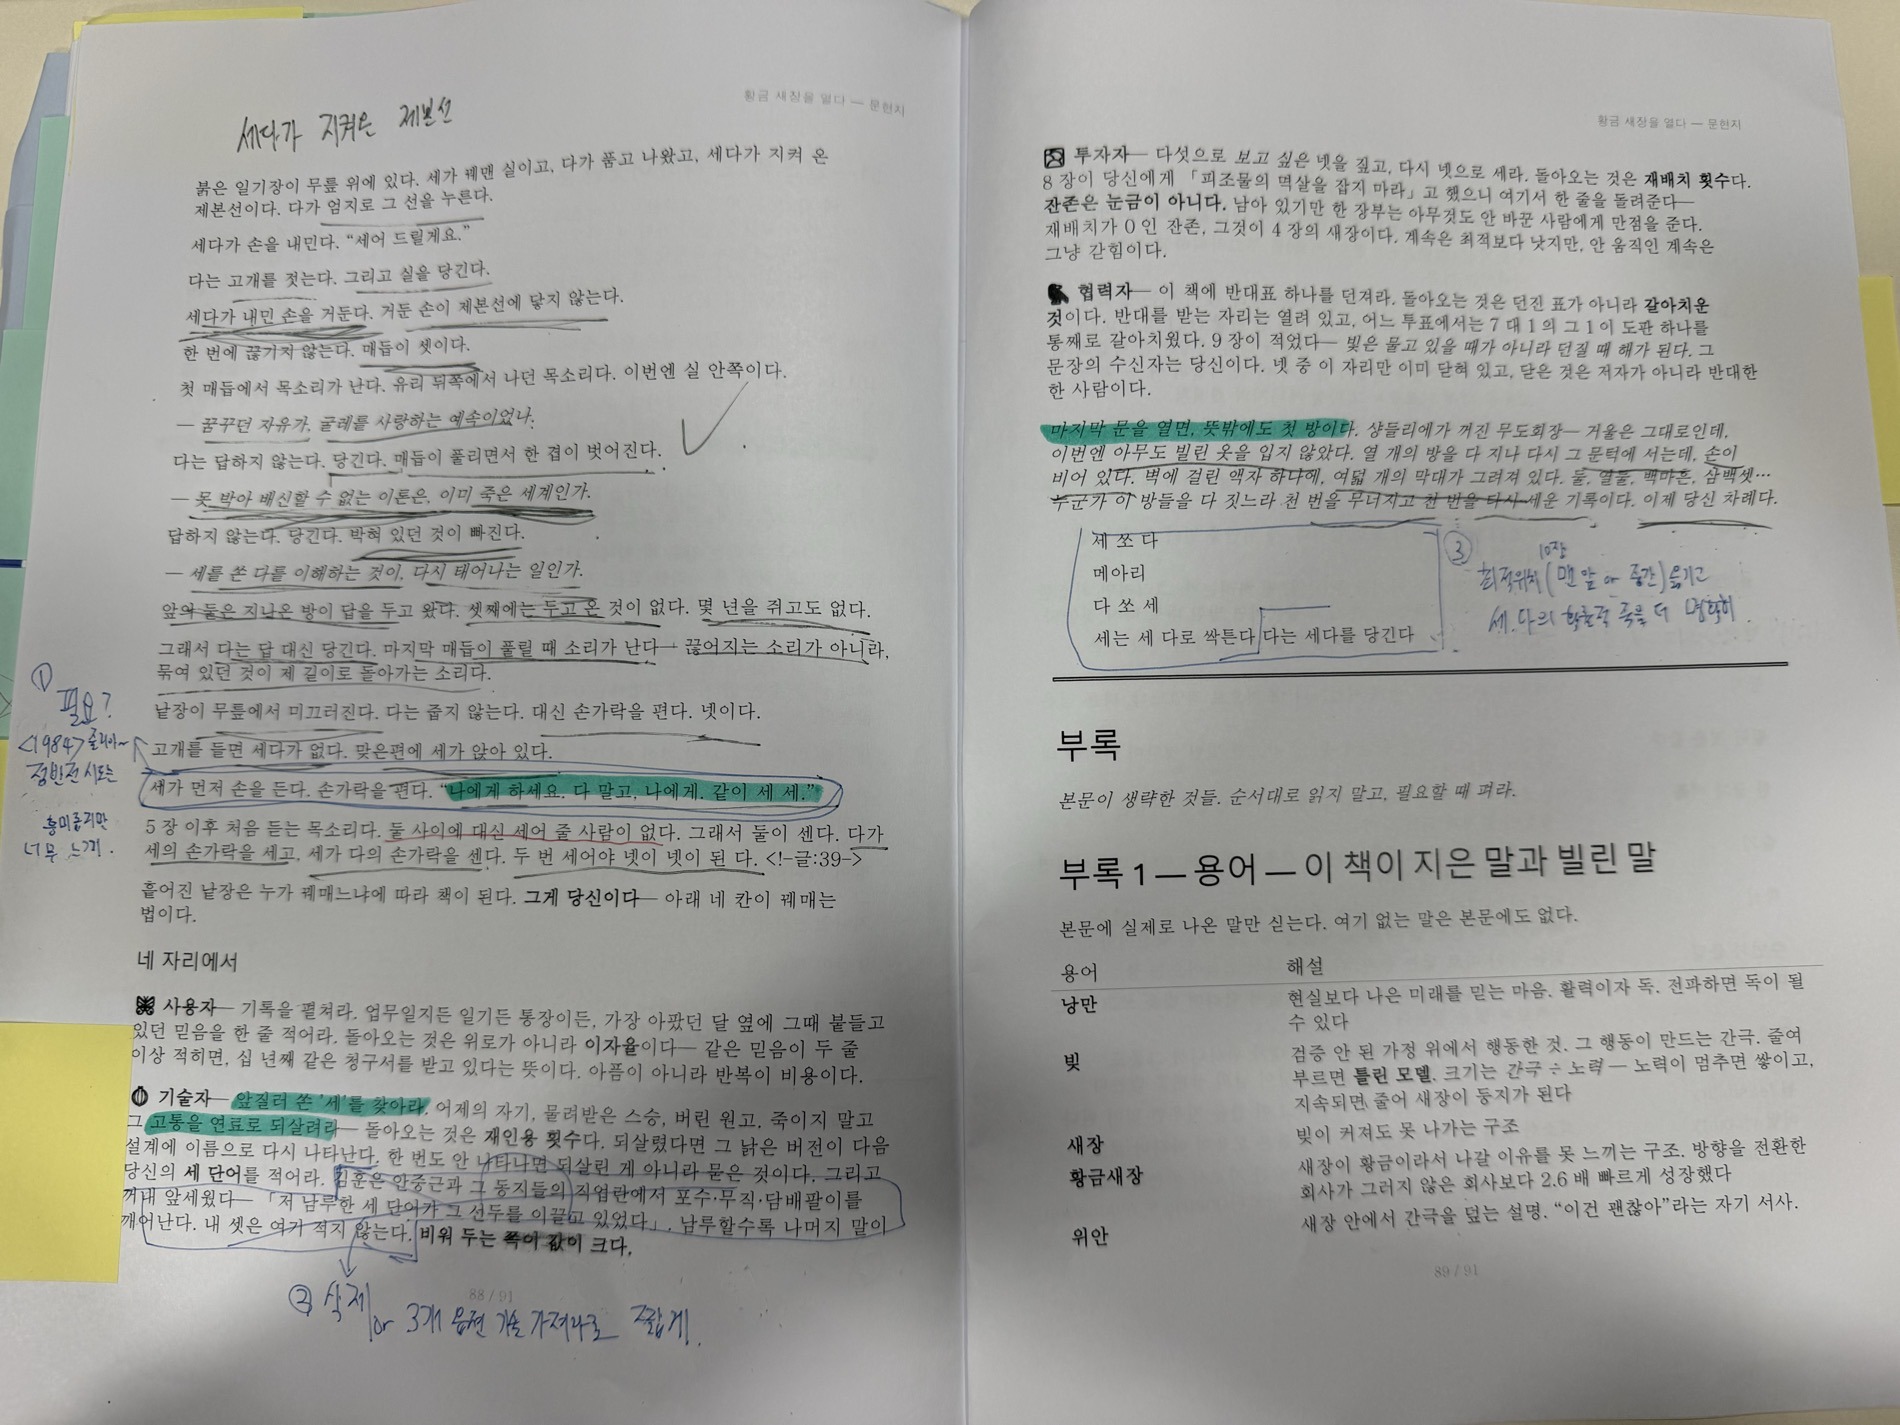 황금 새장을 열다 — 문현지
세다가 지켜온 제본선
붉은 일기장이 무릎 위에 있다. 세가 꿰맨 실이고, 다가 품고 나왔고, 세다가 지켜 온
제본선이다. 다가 엄지로 그 선을 누른다.
세다가 손을 내민다. “세어 드릴게요.”
다는 고개를 젓는다. 그리고 실을 당긴다.
세다가 내민 손을 거둔다. 거둔 손이 제본선에 닿지 않는다.
한 번에 끊기지 않는다. 매듭이 셋이다.
첫 매듭에서 목소리가 난다. 유리 뒤쪽에서 나던 목소리다. 이번엔 실 안쪽이다.
— 꿈꾸던 자유가, 굴레를 사랑하는 예속이었나.
다는 답하지 않는다. 당긴다. 매듭이 풀리면서 한 겹이 벗어진다.
— 못 박아 배신할 수 없는 이론은, 이미 죽은 세계인가.
답하지 않는다. 당긴다. 박혀 있던 것이 빠진다.
— 세를 쏜 다를 이해하는 것이, 다시 태어나는 일인가.
앞의 둘은 지나온 방이 답을 두고 왔다. 셋째에는 두고 온 것이 없다. 몇 년을 쥐고도 없다.
그래서 다는 답 대신 당긴다. 마지막 매듭이 풀릴 때 소리가 난다— 끊어지는 소리가 아니라,
묶여 있던 것이 제 길이로 돌아가는 소리다.
낱장이 무릎에서 미끄러진다. 다는 줍지 않는다. 대신 손가락을 편다. 넷이다.
고개를 들면 세다가 없다. 맞은편에 세가 앉아 있다.
세가 먼저 손을 든다. 손가락을 편다. “나에게 하세요. 다 말고, 나에게. 같이 세 세.”
① 필요?
<1984> 줄리아~
정반전 시도는
흥미롭지만
너무 느끼.
5 장 이후 처음 듣는 목소리다. 둘 사이에 대신 세어 줄 사람이 없다. 그래서 둘이 센다. 다가
세의 손가락을 세고, 세가 다의 손가락을 센다. 두 번 세어야 넷이 넷이 된 다. <!-글:39->
흩어진 낱장은 누가 꿰매느냐에 따라 책이 된다. 그게 당신이다— 아래 네 칸이 꿰매는
법이다.
네 자리에서
사용자— 기록을 펼쳐라. 업무일지든 일기든 통장이든, 가장 아팠던 달 옆에 그때 붙들고
있던 믿음을 한 줄 적어라. 돌아오는 것은 위로가 아니라 이자율이다— 같은 믿음이 두 줄
이상 적히면, 십 년째 같은 청구서를 받고 있다는 뜻이다. 아픔이 아니라 반복이 비용이다.
기술자— 앞질러 쏜 ‘세’를 찾아라. 어제의 자기, 물려받은 스승, 버린 원고. 죽이지 말고
그 고통을 연료로 되살려라— 돌아오는 것은 재인용 횟수다. 되살렸다면 그 낡은 버전이 다음
설계에 이름으로 다시 나타난다. 한 번도 안 나타나면 되살린 게 아니라 묻은 것이다. 그리고
당신의 세 단어를 적어라. 김훈은 안중근과 그 동지들의 직업란에서 포수·무직·담배팔이를
꺼내 앞세웠다— 「저 남루한 세 단어가 그 선두를 이끌고 있었다」. 남루할수록 나머지 말이
깨어난다. 내 셋은 여기 적지 않는다. 비워 두는 쪽이 값이 크다.
88 / 91
② 삭제
or 3개 음편 기술 가져와로 짧게.
황금 새장을 열다 — 문현지
투자자— 다섯으로 보고 싶은 넷을 짚고, 다시 넷으로 세라. 돌아오는 것은 재배치 횟수다.
8 장이 당신에게 「피조물의 멱살을 잡지 마라」고 했으니 여기서 한 줄을 돌려준다—
잔존은 눈금이 아니다. 남아 있기만 한 장부는 아무것도 안 바꾼 사람에게 만점을 준다.
재배치가 0 인 잔존, 그것이 4 장의 새장이다. 계속은 최적보다 낫지만, 안 움직인 계속은
그냥 갇힘이다.
협력자— 이 책에 반대표 하나를 던져라. 돌아오는 것은 던진 표가 아니라 갈아치운
것이다. 반대를 받는 자리는 열려 있고, 어느 투표에서는 7 대 1 의 그 1 이 도판 하나를
통째로 갈아치웠다. 9 장이 적었다— 빛은 물고 있을 때가 아니라 던질 때 해가 된다. 그
문장의 수신자는 당신이다. 넷 중 이 자리만 이미 닫혀 있고, 닫은 것은 저자가 아니라 반대한
한 사람이다.
마지막 문을 열면, 뜻밖에도 첫 방이다. 샹들리에가 꺼진 무도회장— 거울은 그대로인데,
이번엔 아무도 빌린 옷을 입지 않았다. 열 개의 방을 다 지나 다시 그 문턱에 서는데, 손이
비어 있다. 벽에 걸린 액자 하나에, 여덟 개의 막대가 그려져 있다. 둘, 열둘, 백마흔, 삼백셋…
누군가 이 방들을 다 짓느라 천 번을 무너지고 천 번을 다시 세운 기록이다. 이제 당신 차례다.
세 쏘 다
메아리
다 쏘 세
세는 세 다로 싹튼다 다는 세다를 당긴다
③ 10장
최적위치 (맨 앞 or 중간) 옮기고
세.다의 확률적 폭을 더 명확히.
부록
본문이 생략한 것들. 순서대로 읽지 말고, 필요할 때 펴라.
부록 1 — 용어 — 이 책이 지은 말과 빌린 말
본문에 실제로 나온 말만 싣는다. 여기 없는 말은 본문에도 없다.
용어 해설
낭만 현실보다 나은 미래를 믿는 마음. 활력이자 독. 전파하면 독이 될
수 있다
빚 검증 안 된 가정 위에서 행동한 것. 그 행동이 만드는 간극. 줄여
부르면 틀린 모델. 크기는 간극 ÷ 노력 — 노력이 멈추면 쌓이고,
지속되면 줄어 새장이 둥지가 된다
새장 빚이 커져도 못 나가는 구조
황금새장 새장이 황금이라서 나갈 이유를 못 느끼는 구조. 방향을 전환한
회사가 그러지 않은 회사보다 2.6 배 빠르게 성장했다
위안 새장 안에서 간극을 덮는 설명. “이건 괜찮아”라는 자기 서사.
89 / 91